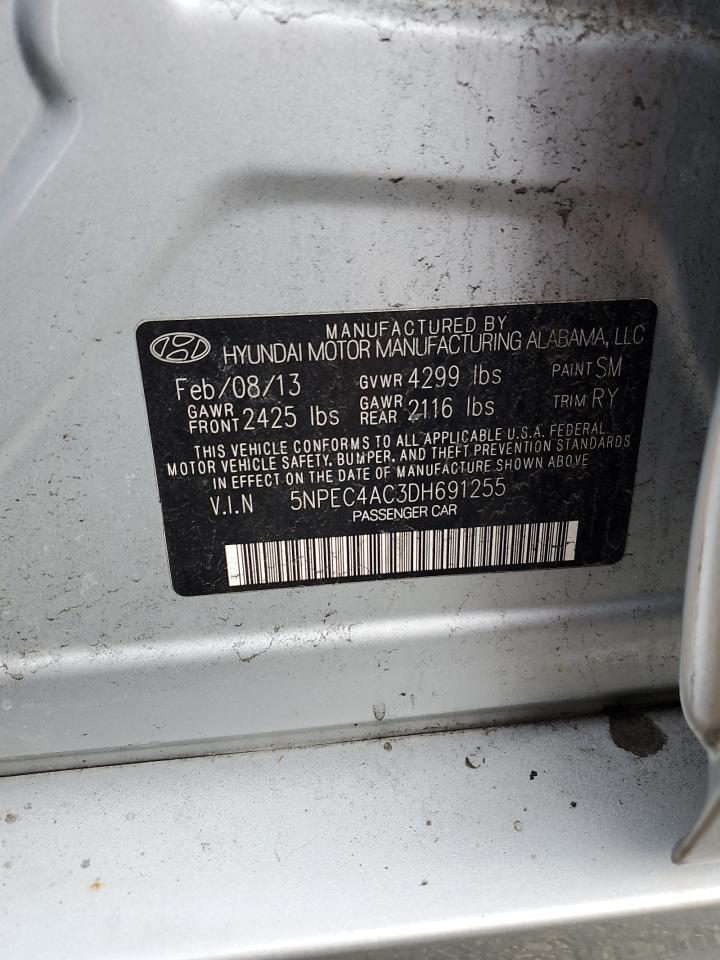 MANUFACTURED BY
HYUNDAI MOTOR MANUFACTURING ALABAMA, LLC
Feb/08/13 GVWR 4299 lbs PAINT SM
GAWR FRONT 2425 lbs GAWR REAR 2116 lbs TRIM RY
THIS VEHICLE CONFORMS TO ALL APPLICABLE U.S.A. FEDERAL
MOTOR VEHICLE SAFETY, BUMPER, AND THEFT PREVENTION STANDARDS
IN EFFECT ON THE DATE OF MANUFACTURE SHOWN ABOVE
V.I.N 5NPEC4AC3DH691255
PASSENGER CAR